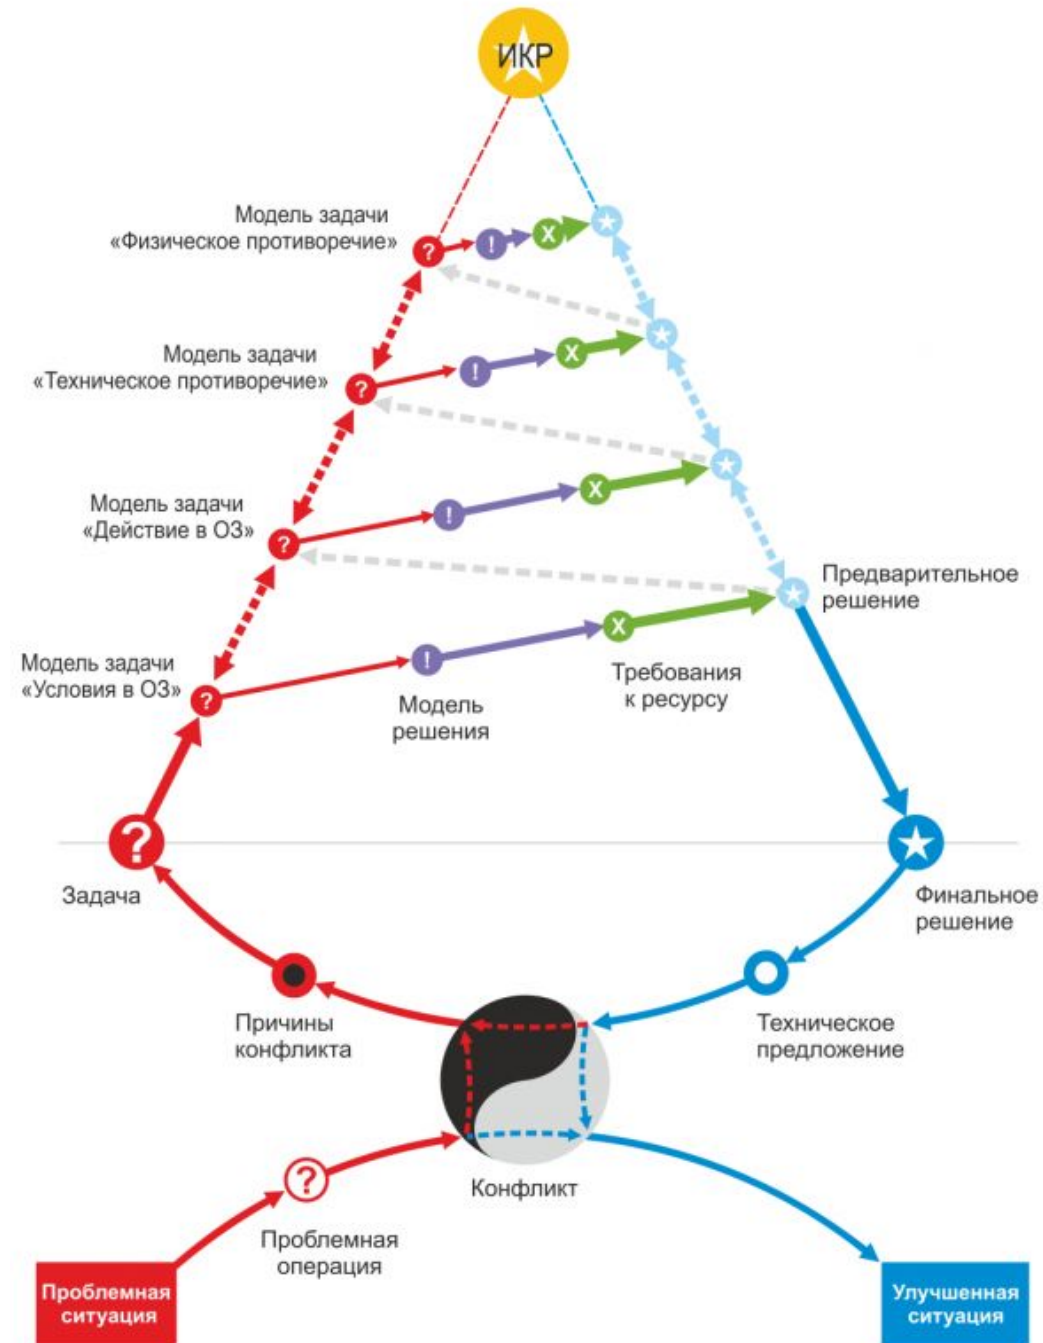 ИКР
Модель задачи
«Физическое противоречие»
?
!
X
Модель задачи
«Техническое противоречие»
?
!
X
Модель задачи
«Действие в ОЗ»
?
!
X
Предварительное
решение
Модель задачи
«Условия в ОЗ»
?
!
X
Модель
решения
Требования
к ресурсу
?
Задача
Финальное
решение
Причины
конфликта
Техническое
предложение
Конфликт
?
Проблемная
операция
Проблемная
ситуация
Улучшенная
ситуация